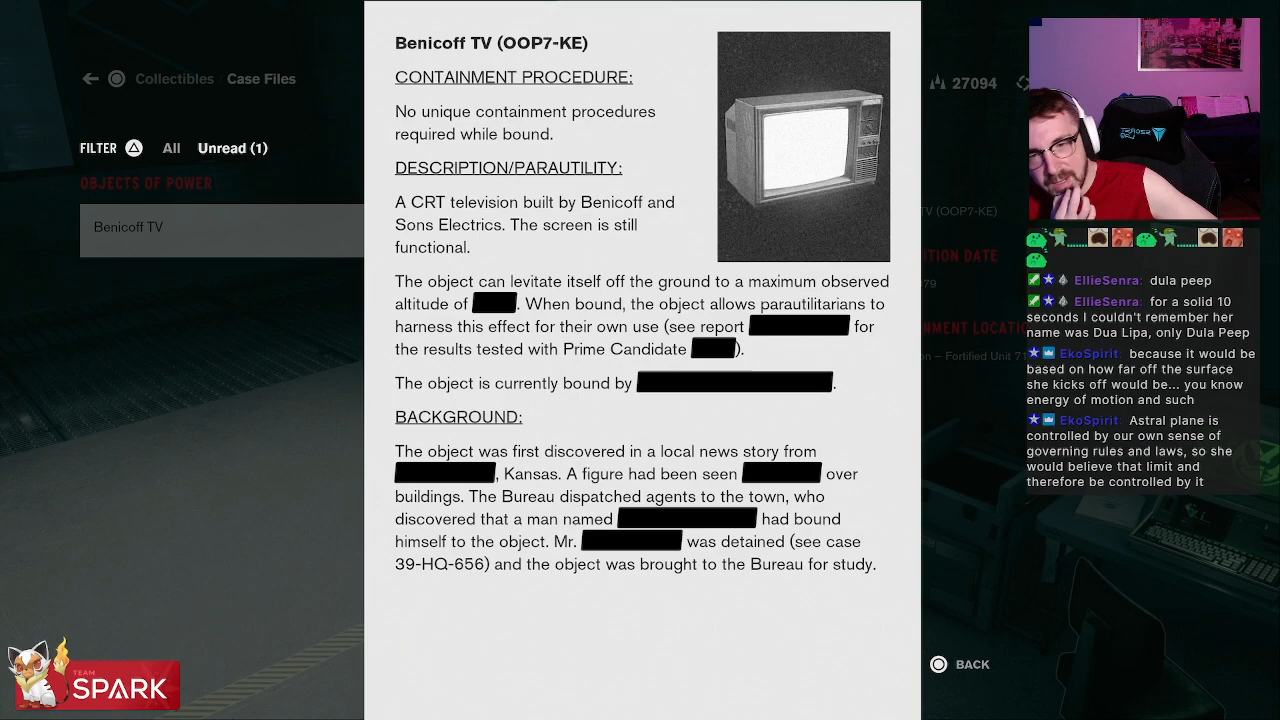 Collectibles / Case Files
FILTER All Unread (1)
OBJECTS OF POWER
Benicoff TV
Benicoff TV (OOP7-KE)
CONTAINMENT PROCEDURE:
No unique containment procedures
required while bound.
DESCRIPTION/PARAUTILITY:
A CRT television built by Benicoff and
Sons Electrics. The screen is still
functional.
The object can levitate itself off the ground to a maximum observed
altitude of . When bound, the object allows parautilitarians to
harness this effect for their own use (see report for
the results tested with Prime Candidate ).
The object is currently bound by .
BACKGROUND:
The object was first discovered in a local news story from
, Kansas. A figure had been seen over
buildings. The Bureau dispatched agents to the town, who
discovered that a man named had bound
himself to the object. Mr. was detained (see case
39-HQ-656) and the object was brought to the Bureau for study.
27094
TV (OOP7-KE)
BACK
EllieSenra: dula peep
EllieSenra: for a solid 10
seconds I couldn't remember her
name was Dua Lipa, only Dula Peep
EkoSpirit: because it would be
based on how far off the surface
she kicks off would be... you know
energy of motion and such
EkoSpirit: Astral plane is
controlled by our own sense of
governing rules and laws, so she
would believe that limit and
therefore be controlled by it
TEAM
SPARK